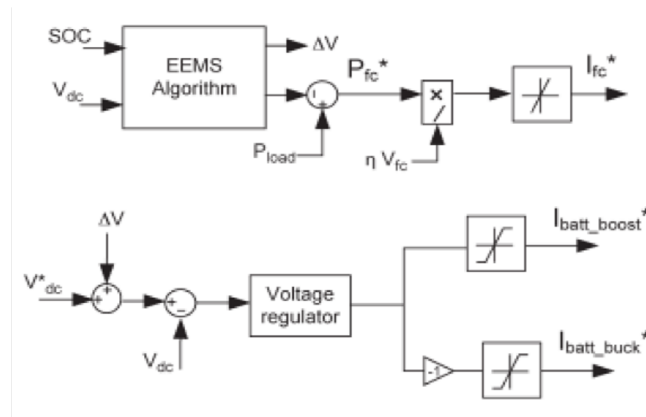 SOC
V_dc
EEMS
Algorithm
ΔV
P_load
P_fc*
×
/
η V_fc
I_fc*
ΔV
V*_dc
V_dc
Voltage
regulator
-1
I_batt_boost*
I_batt_buck*